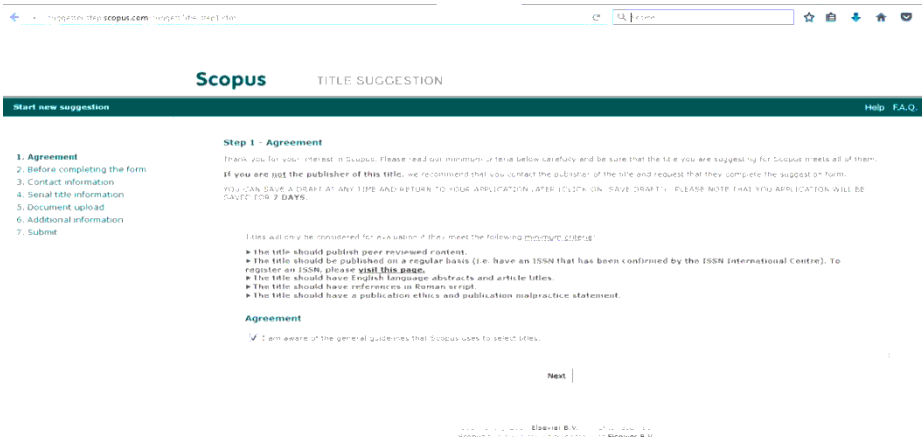 scopus.com
Scopus TITLE SUGGESTION
Start new suggestion Help F.A.Q.
1. Agreement
2. Before completing the form
3. Contact information
4. Serial title information
5. Document upload
6. Additional information
7. Submit
Step 1 - Agreement
Thank you for your interest in Scopus. Please read our minimum criteria below carefully and be sure that the title you are suggesting for Scopus meets all of them.
If you are not the publisher of this title, we recommend that you contact the publisher of the title and request that they complete the suggestion form.
YOU CAN SAVE A DRAFT AT ANY TIME AND RETURN TO YOUR APPLICATION LATER (CLICK ON 'SAVE DRAFT'). PLEASE NOTE THAT YOU APPLICATION WILL BE
SAVED FOR 7 DAYS.
Titles will only be considered for evaluation if they meet the following minimum criteria:
▶ The title should publish peer reviewed content.
▶ The title should be published on a regular basis (i.e. have an ISSN that has been confirmed by the ISSN International Centre). To
register an ISSN, please visit this page.
▶ The title should have English language abstracts and article titles.
▶ The title should have references in Roman script.
▶ The title should have a publication ethics and publication malpractice statement.
Agreement
I am aware of the general guidelines that Scopus uses to select titles.
Next
Elsevier B.V.
Elsevier B.V.